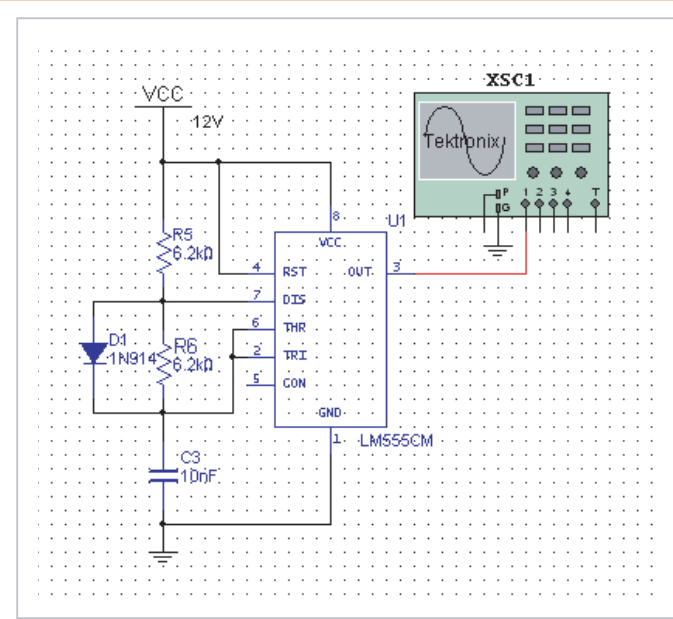 XSC1
VCC
12V
Tektronix
P 1 2 3 4 T
G
8
U1
VCC
R5
6.2kΩ
4 RST OUT 3
7 DIS
6 THR
D1
1N914
R6
6.2kΩ
2 TRI
5 CON
GND
1
LM555CM
C3
10nF